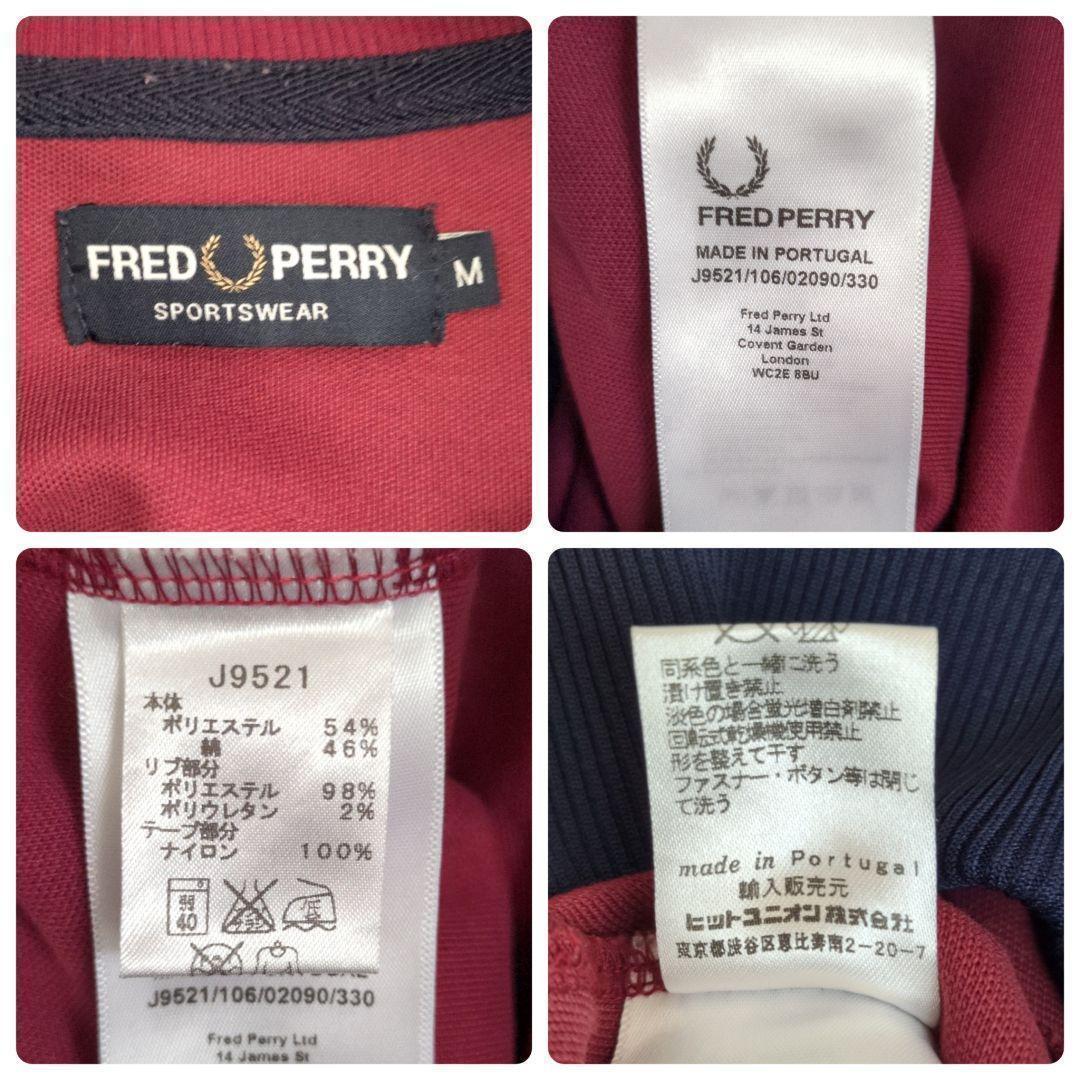 FRED PERRY
SPORTSWEAR
M
FRED PERRY
MADE IN PORTUGAL
J9521/106/02090/330
Fred Perry Ltd
14 James St
Covent Garden
London
WC2E 8BU
J9521
本体
ポリエステル 54%
綿 46%
リブ部分
ポリエステル 98%
ポリウレタン 2%
テープ部分
ナイロン 100%
弱
40
低
J9521/106/02090/330
Fred Perry Ltd
14 James St
同系色と一緒に洗う
漬け置き禁止
淡色の場合蛍光増白剤禁止
回転式乾燥機使用禁止
形を整えて干す
ファスナー・ボタン等は閉じ
て洗う
made in Portugal
輸入販売元
ヒットユニオン株式会社
東京都渋谷区恵比寿南2-20-7